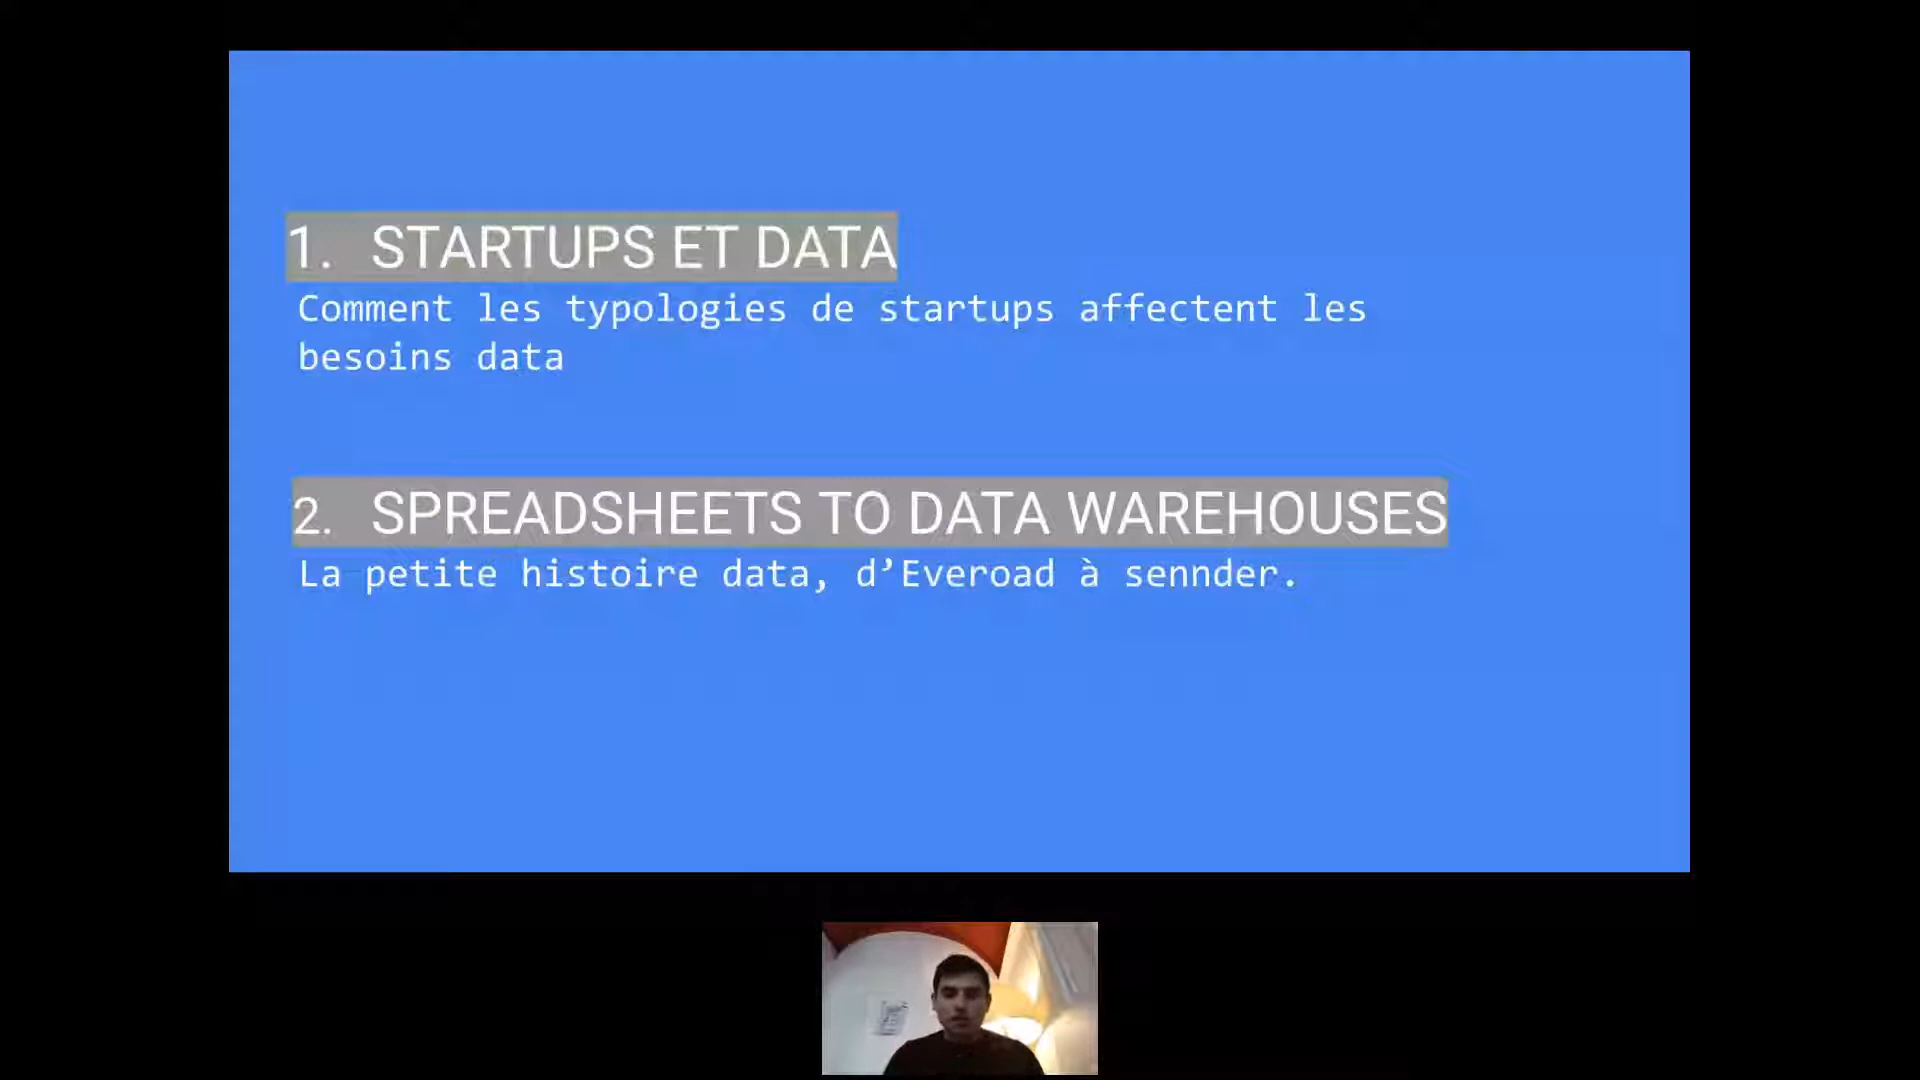 1. STARTUPS ET DATA
Comment les typologies de startups affectent les
besoins data
2. SPREADSHEETS TO DATA WAREHOUSES
La petite histoire data, d’Everoad à sennder.